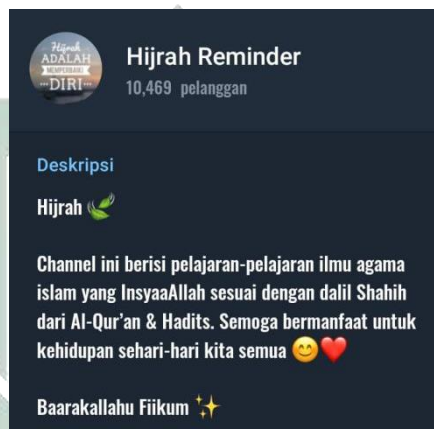 Hijrah
ADALAH
MEMPERBAIKI
DIRI
Hijrah Reminder
10,469 pelanggan
Deskripsi
Hijrah 🌿
Channel ini berisi pelajaran-pelajaran ilmu agama
islam yang InsyaaAllah sesuai dengan dalil Shahih
dari Al-Qur'an & Hadits. Semoga bermanfaat untuk
kehidupan sehari-hari kita semua 😊❤️
Baarakallahu Fiikum ✨